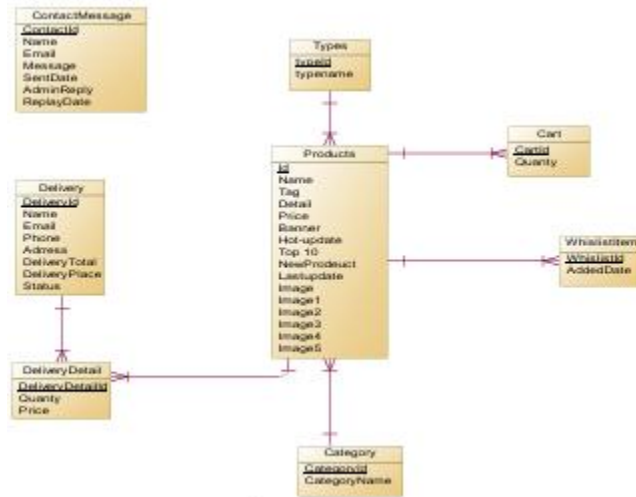 ContactMessage
ContactId
Name
Email
Message
SentDate
AdminReply
ReplayDate
Types
typeId
typename
Cart
CartId
Quanty
Products
Id
Name
Tag
Detail
Price
Banner
Hot-update
Top 10
NewProdeuct
Lastupdate
Image
Image1
Image2
Image3
Image4
Image5
Delivery
DeliveryId
Name
Email
Phone
Adrress
DeliveryTotal
DeliveryPlace
Status
WhislistItem
WhislistId
AddedDate
DeliveryDetail
DeliveryDetailId
Quanty
Price
Category
CategoryId
CategoryName